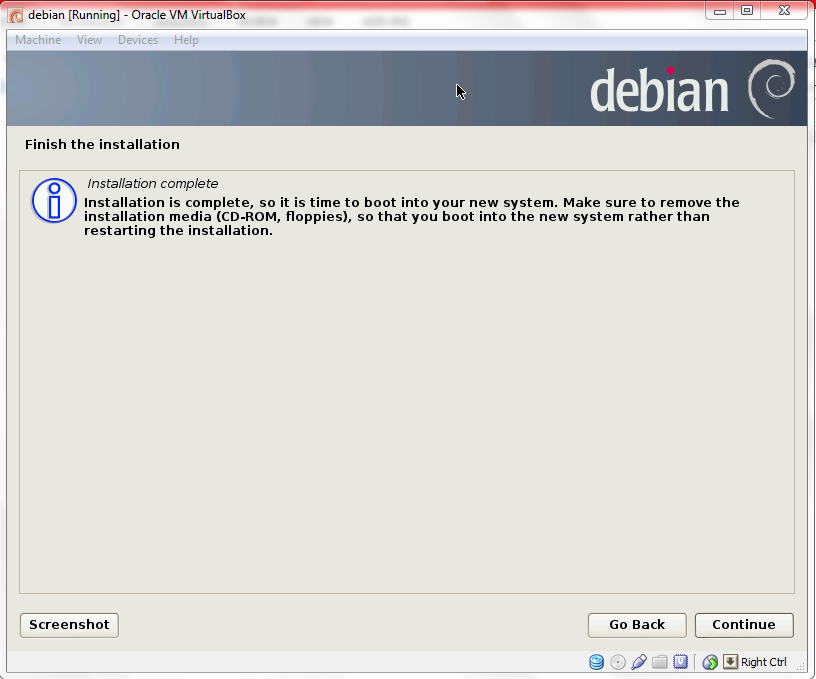 debian [Running] - Oracle VM VirtualBox
Machine View Devices Help
debian
Finish the installation
Installation complete
Installation is complete, so it is time to boot into your new system. Make sure to remove the
installation media (CD-ROM, floppies), so that you boot into the new system rather than
restarting the installation.
Screenshot Go Back Continue
Right Ctrl